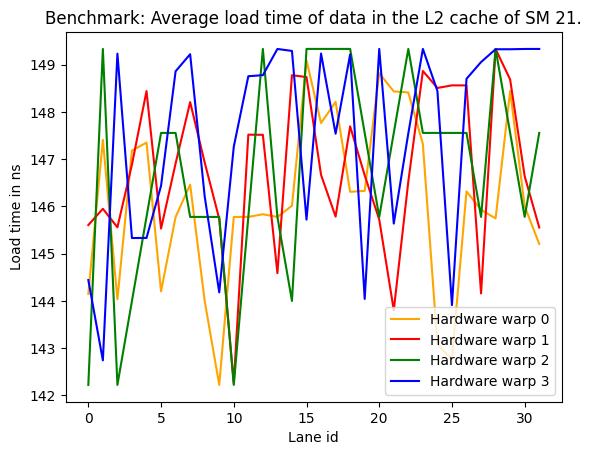 Benchmark: Average load time of data in the L2 cache of SM 21.
Load time in ns
149
148
147
146
145
144
143
142
Hardware warp 0
Hardware warp 1
Hardware warp 2
Hardware warp 3
0 5 10 15 20 25 30
Lane id